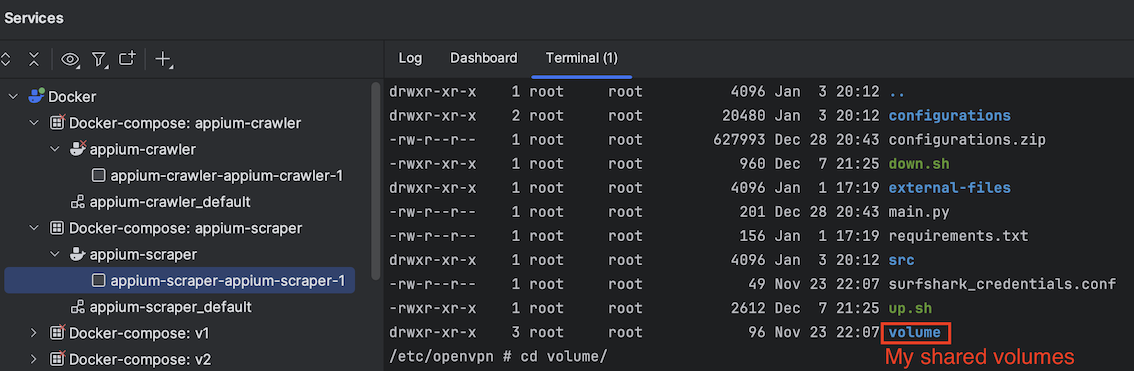 Services
Log Dashboard Terminal (1)
Docker
Docker-compose: appium-crawler
appium-crawler
appium-crawler-appium-crawler-1
appium-crawler_default
Docker-compose: appium-scraper
appium-scraper
appium-scraper-appium-scraper-1
appium-scraper_default
Docker-compose: v1
Docker-compose: v2
drwxr-xr-x 1 root root 4096 Jan 3 20:12 ..
drwxr-xr-x 2 root root 20480 Jan 3 20:12 configurations
-rw-r--r-- 1 root root 627993 Dec 28 20:43 configurations.zip
-rwxr-xr-x 1 root root 960 Dec 7 21:25 down.sh
drwxr-xr-x 1 root root 4096 Jan 1 17:19 external-files
-rw-r--r-- 1 root root 201 Dec 28 20:43 main.py
-rw-r--r-- 1 root root 156 Jan 1 17:19 requirements.txt
drwxr-xr-x 1 root root 4096 Jan 3 20:12 src
-rw-r--r-- 1 root root 49 Nov 23 22:07 surfshark_credentials.conf
-rwxr-xr-x 1 root root 2612 Dec 7 21:25 up.sh
drwxr-xr-x 3 root root 96 Nov 23 22:07 volume
/etc/openvpn # cd volume/
My shared volumes